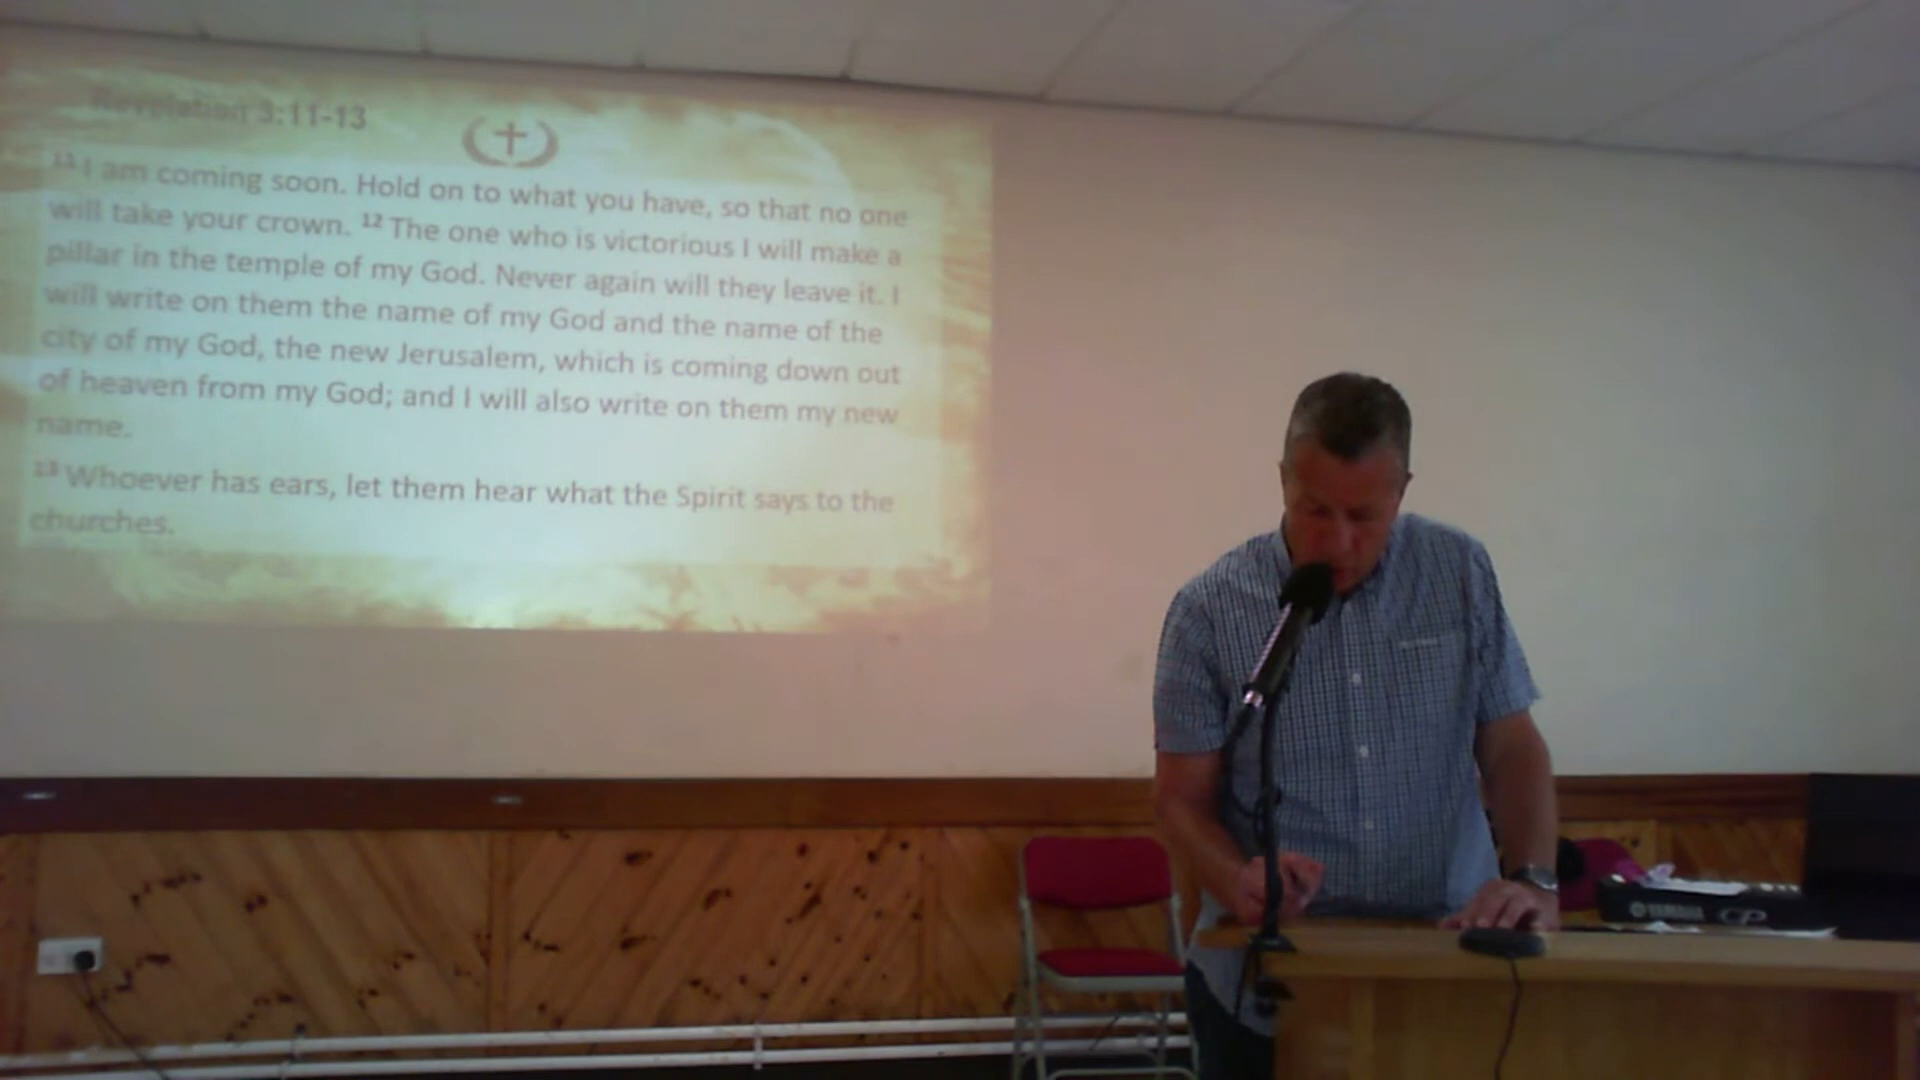 Revelation 3:11-13
¹¹ I am coming soon. Hold on to what you have, so that no one
will take your crown. ¹² The one who is victorious I will make a
pillar in the temple of my God. Never again will they leave it. I
will write on them the name of my God and the name of the
city of my God, the new Jerusalem, which is coming down out
of heaven from my God; and I will also write on them my new
name.
¹³ Whoever has ears, let them hear what the Spirit says to the
churches.
YAMAHA